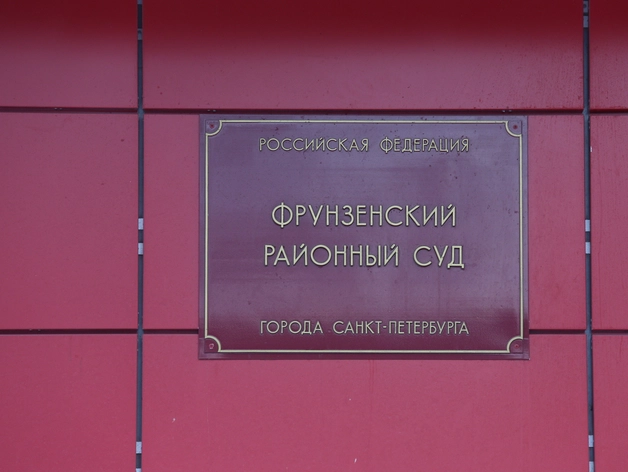 РОССИЙСКАЯ ФЕДЕРАЦИЯ
ФРУНЗЕНСКИЙ
РАЙОННЫЙ СУД
ГОРОДА САНКТ-ПЕТЕРБУРГА